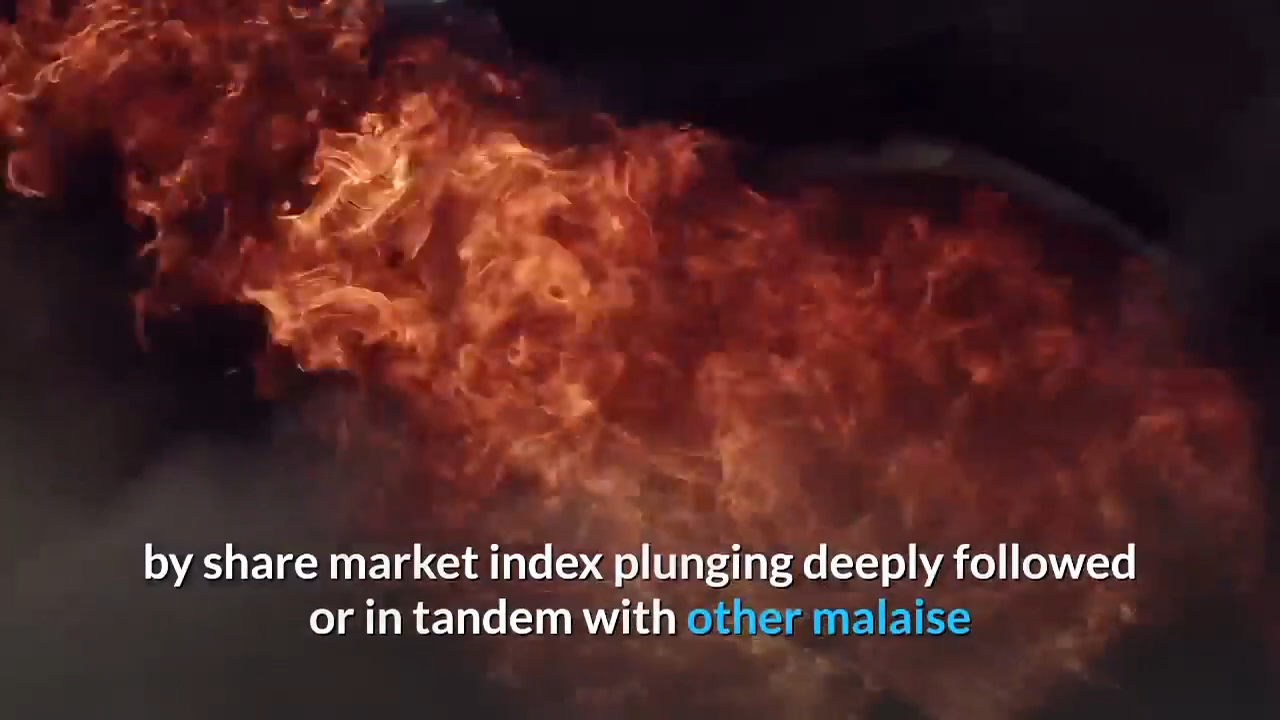 by share market index plunging deeply followed
or in tandem with other malaise